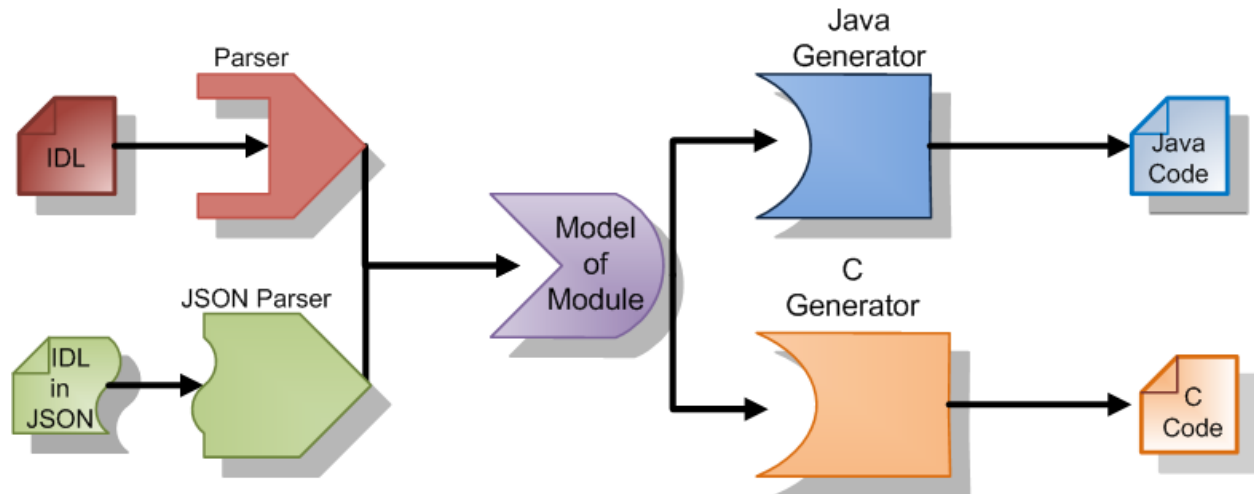 Parser
IDL
JSON Parser
IDL
in
JSON
Model
of
Module
Java
Generator
Java
Code
C
Generator
C
Code